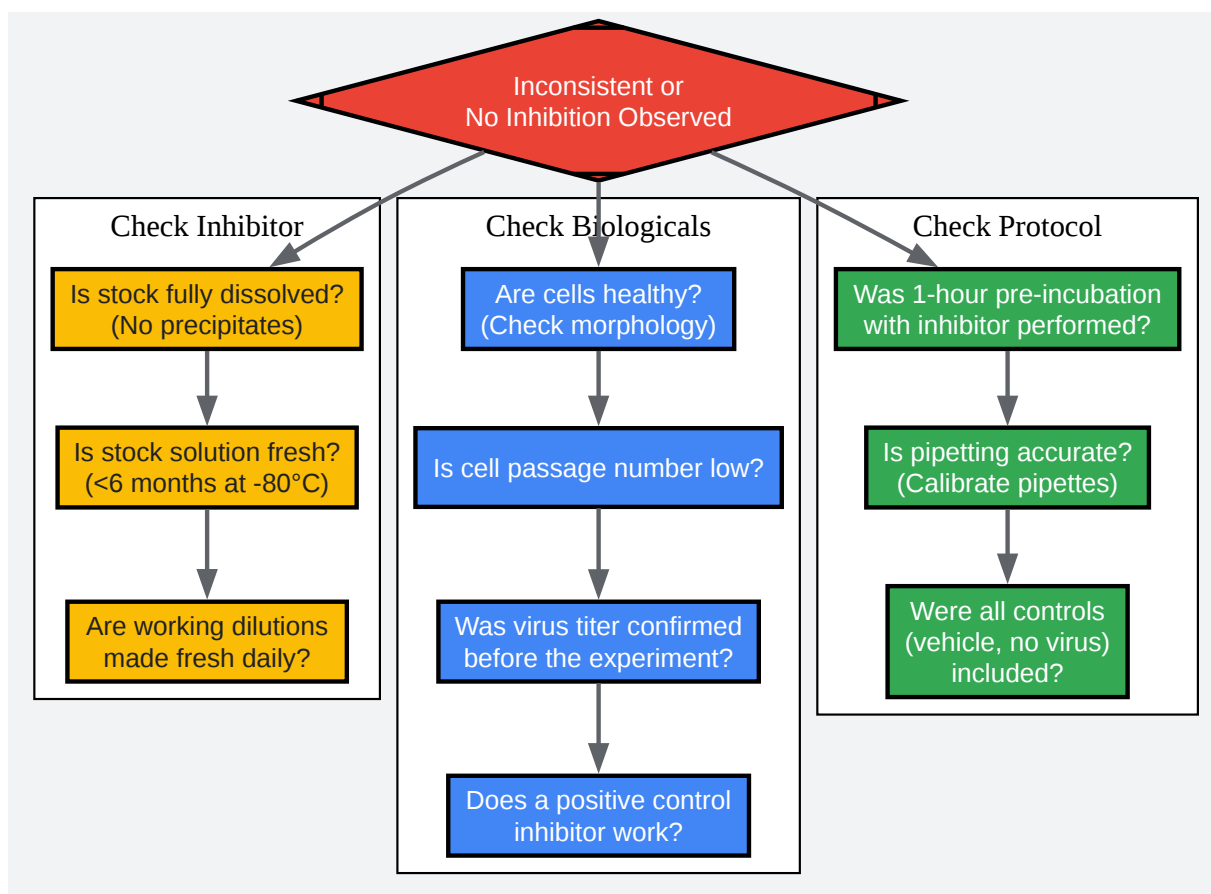 Inconsistent or
No Inhibition Observed
Check Inhibitor
Is stock fully dissolved?
(No precipitates)
Is stock solution fresh?
(<6 months at -80°C)
Are working dilutions
made fresh daily?
Check Biologicals
Are cells healthy?
(Check morphology)
Is cell passage number low?
Was virus titer confirmed
before the experiment?
Does a positive control
inhibitor work?
Check Protocol
Was 1-hour pre-incubation
with inhibitor performed?
Is pipetting accurate?
(Calibrate pipettes)
Were all controls
(vehicle, no virus)
included?